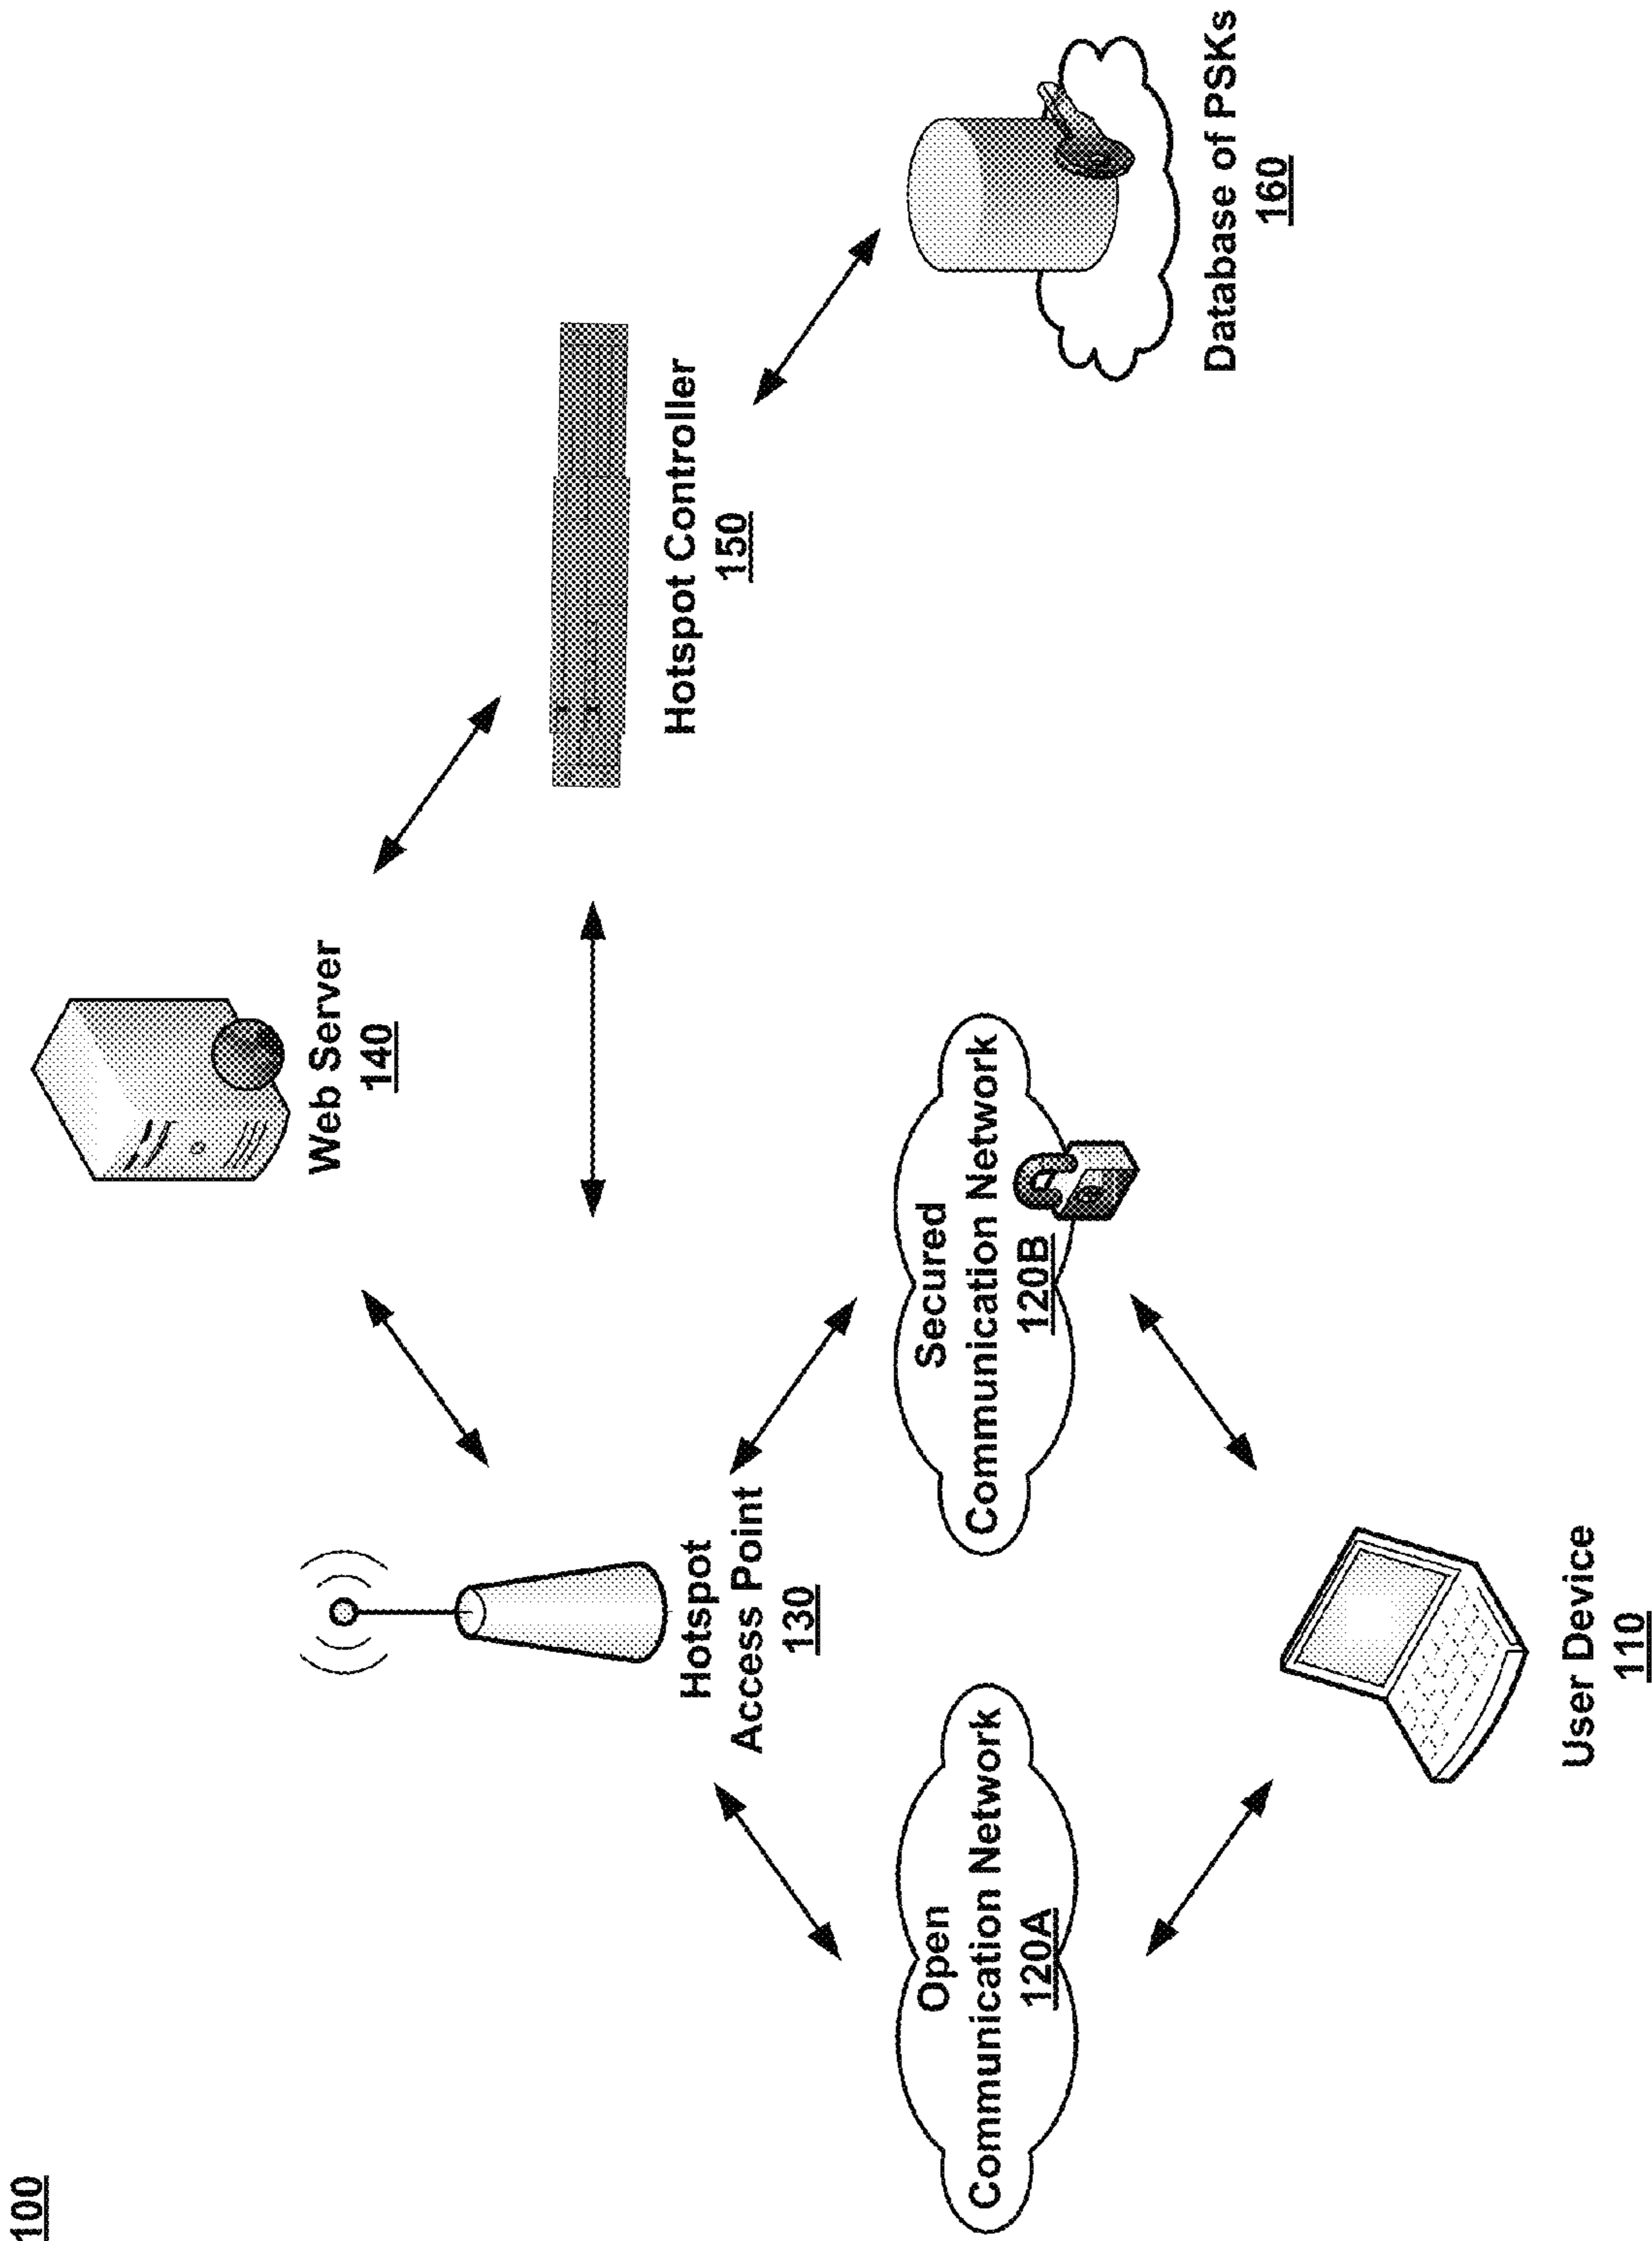 100
Web Server
140
Hotspot
Access Point
130
Hotspot Controller
150
Open
Communication Network
120A
Secured
Communication Network
120B
Database of PSKs
160
User Device
110